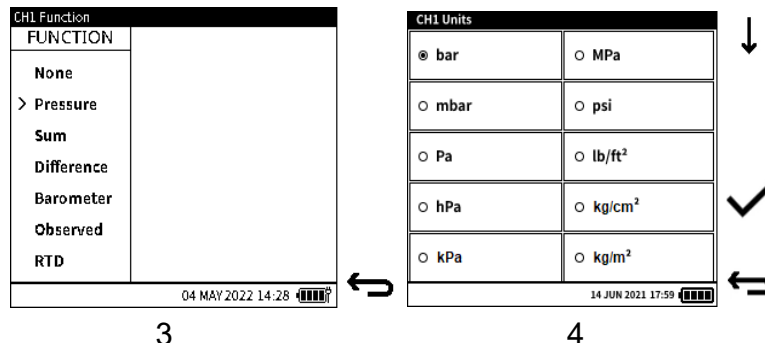 CH1 Function
FUNCTION
None
> Pressure
Sum
Difference
Barometer
Observed
RTD
04 MAY 2022 14:28
3
CH1 Units
bar
MPa
mbar
psi
Pa
lb/ft²
hPa
kg/cm²
kPa
kg/m²
14 JUN 2021 17:59
4